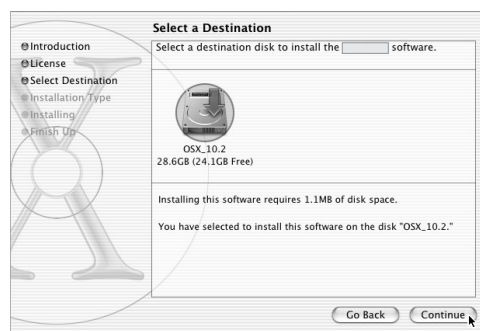 Select a Destination
Introduction
License
Select Destination
Installation Type
Installing
Finish Up
Select a destination disk to install the software.
OSX_10.2
28.6GB (24.1GB Free)
Installing this software requires 1.1MB of disk space.
You have selected to install this software on the disk "OSX_10.2."
Go Back
Continue